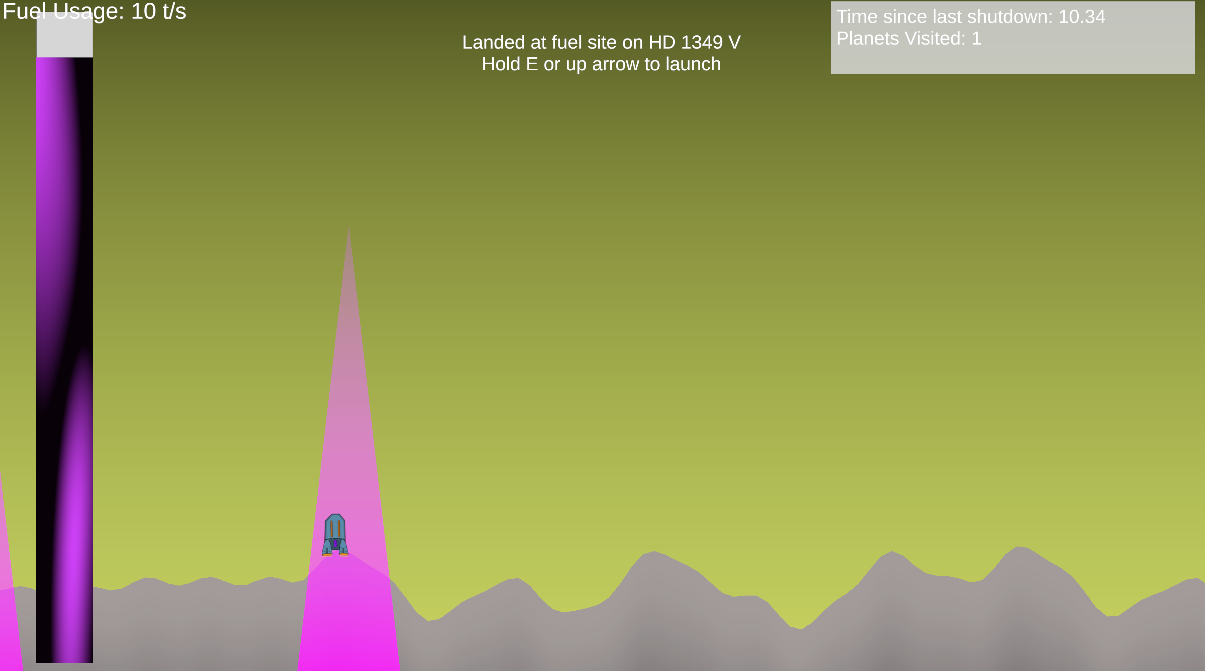 Fuel Usage: 10 t/s
Landed at fuel site on HD 1349 V
Hold E or up arrow to launch
Time since last shutdown: 10.34
Planets Visited: 1